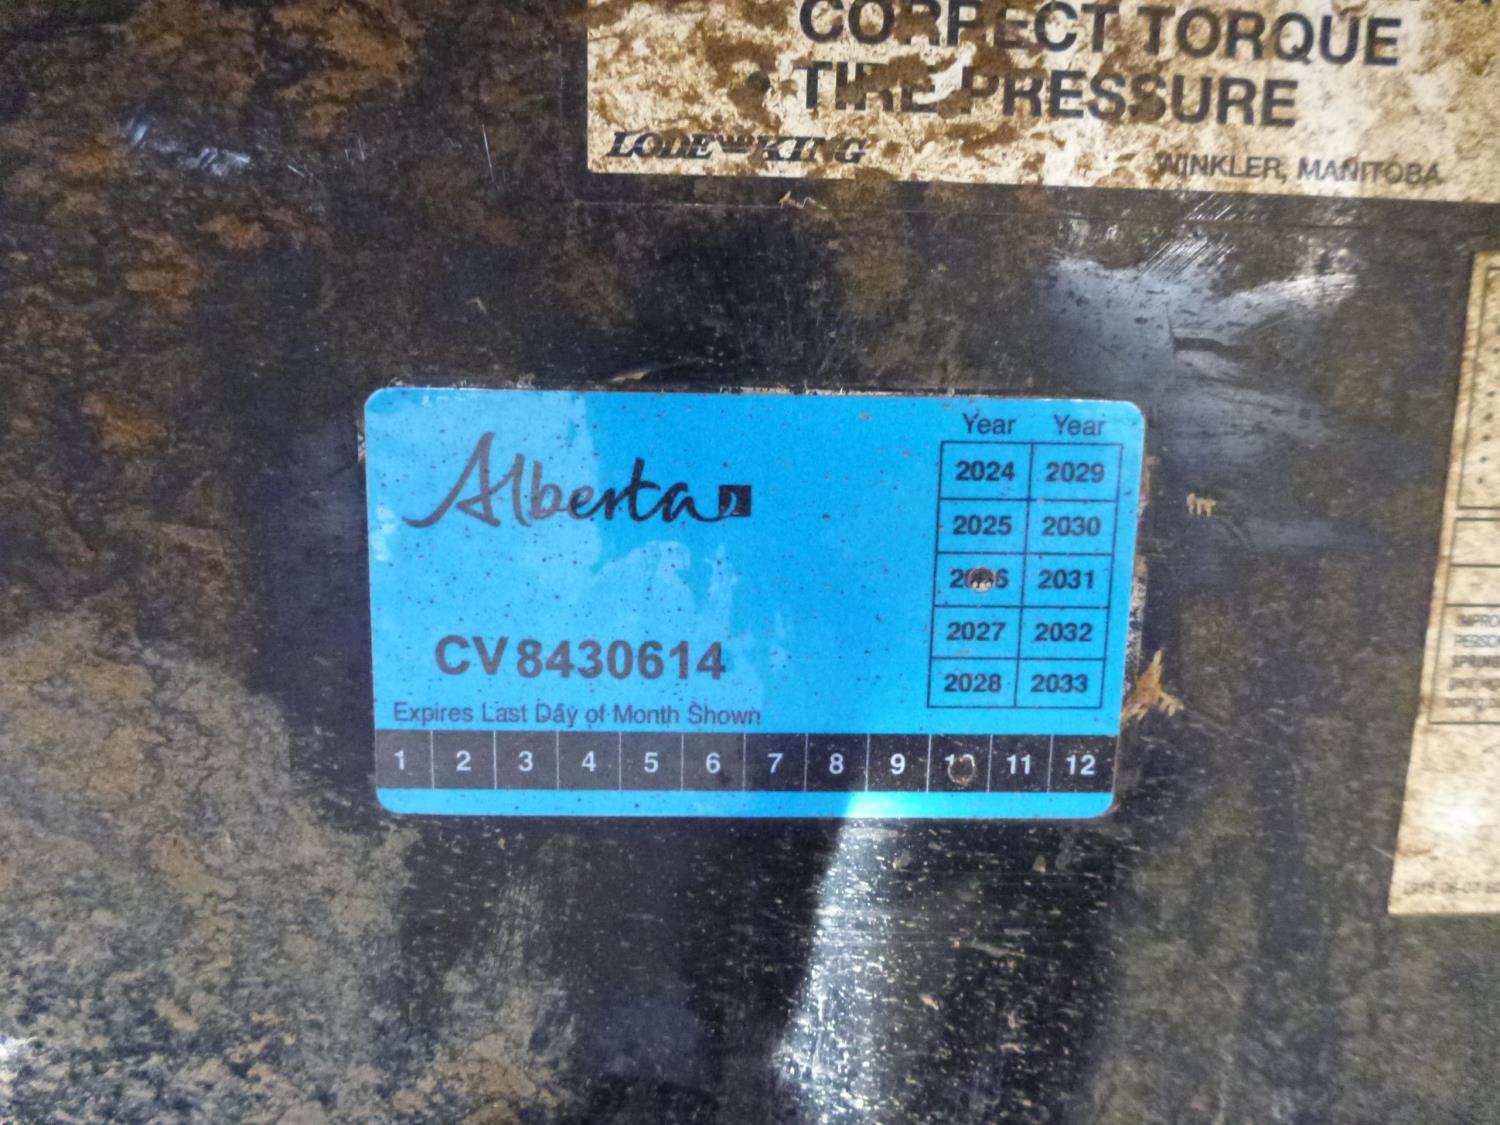 CORRECT TORQUE
• TIRE PRESSURE
LODE KING
WINKLER, MANITOBA
Alberta
Year Year
2024 2029
2025 2030
2026 2031
2027 2032
2028 2033
CV8430614
Expires Last Day of Month Shown
1 2 3 4 5 6 7 8 9 10 11 12